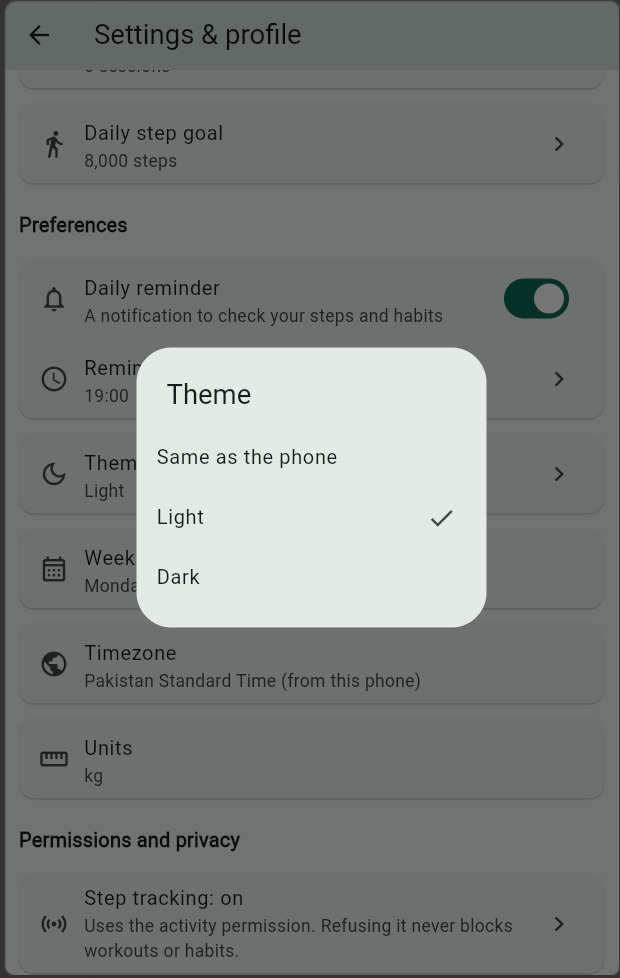 Settings & profile
Daily step goal
8,000 steps
Preferences
Daily reminder
A notification to check your steps and habits
19:00
Theme
Same as the phone
Light
Light
Dark
Timezone
Pakistan Standard Time (from this phone)
Units
kg
Permissions and privacy
Step tracking: on
Uses the activity permission. Refusing it never blocks
workouts or habits.